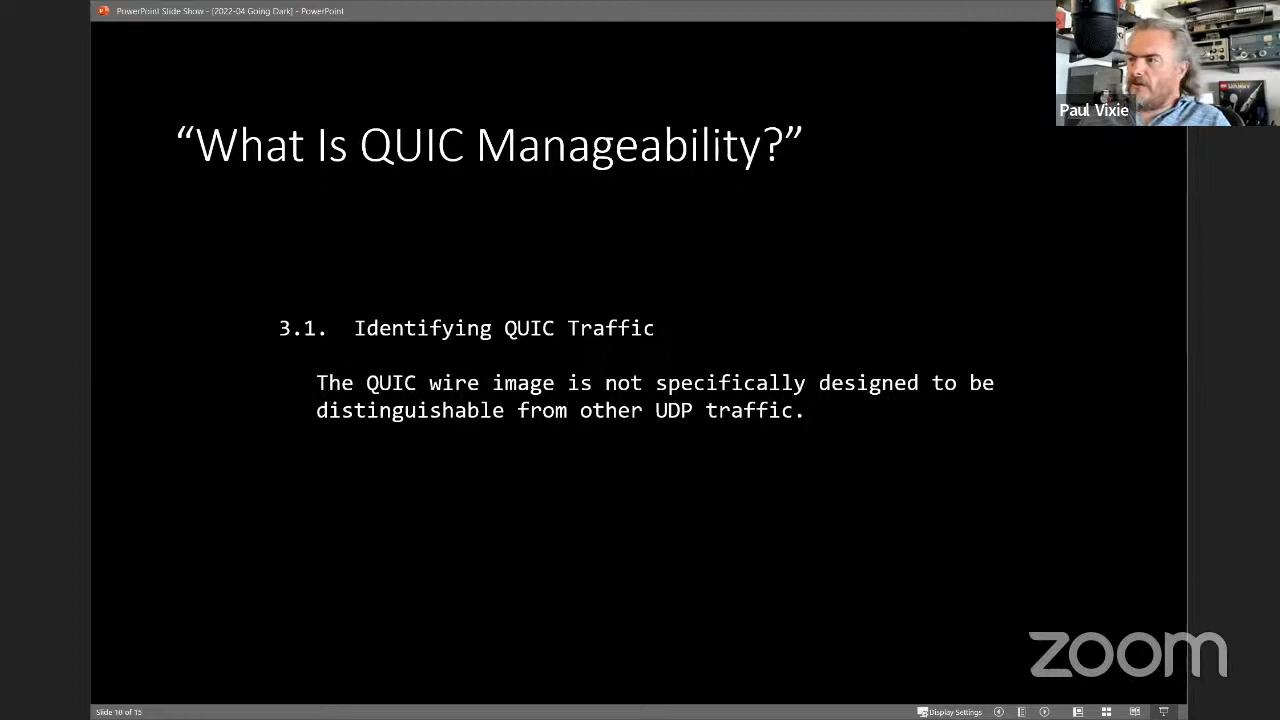 PowerPoint Slide Show - [2022-04 Going Dark] - PowerPoint
Paul Vixie
“What Is QUIC Manageability?”
3.1. Identifying QUIC Traffic
The QUIC wire image is not specifically designed to be
distinguishable from other UDP traffic.
zoom
Slide 10 of 15
Display Settings